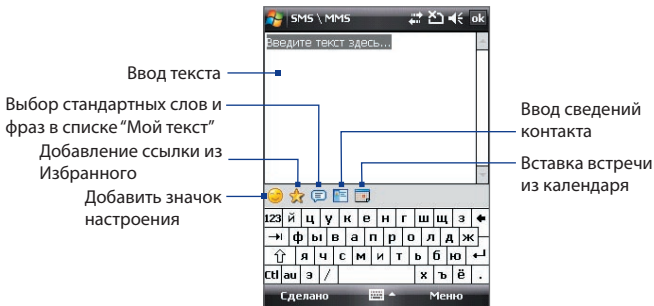 SMS \ MMS ok
Введите текст здесь...
Ввод текста
Выбор стандартных слов и
фраз в списке “Мой текст”
Добавление ссылки из
Избранного
Добавить значок
настроения
Ввод сведений
контакта
Вставка встречи
из календаря
123 й ц у к е н г ш щ з
ф ы в а п р о л д ж
я ч с м и т ь б ю
Ctl aü э / х ъ ё .
Сделано Меню